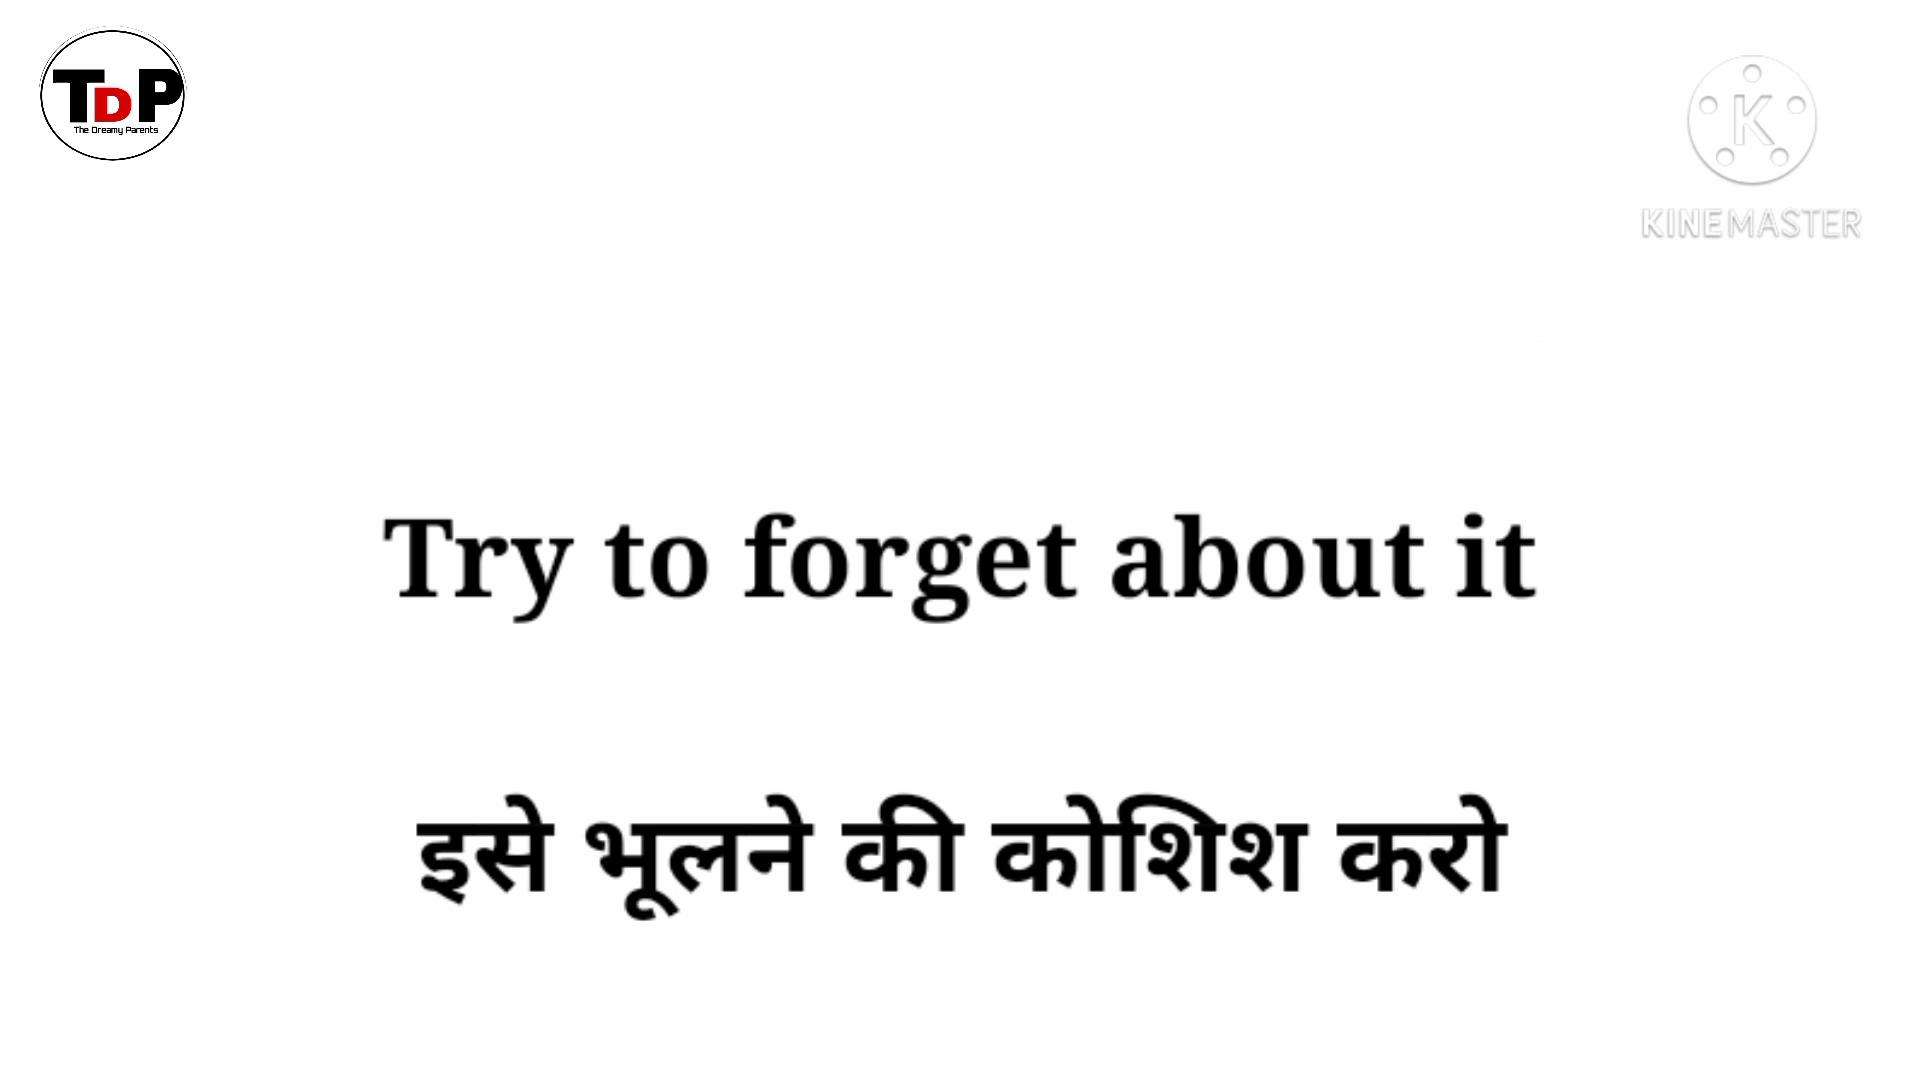 TDP
The Dreamy Parents
K
KINEMASTER
Try to forget about it
इसे भूलने की कोशिश करो